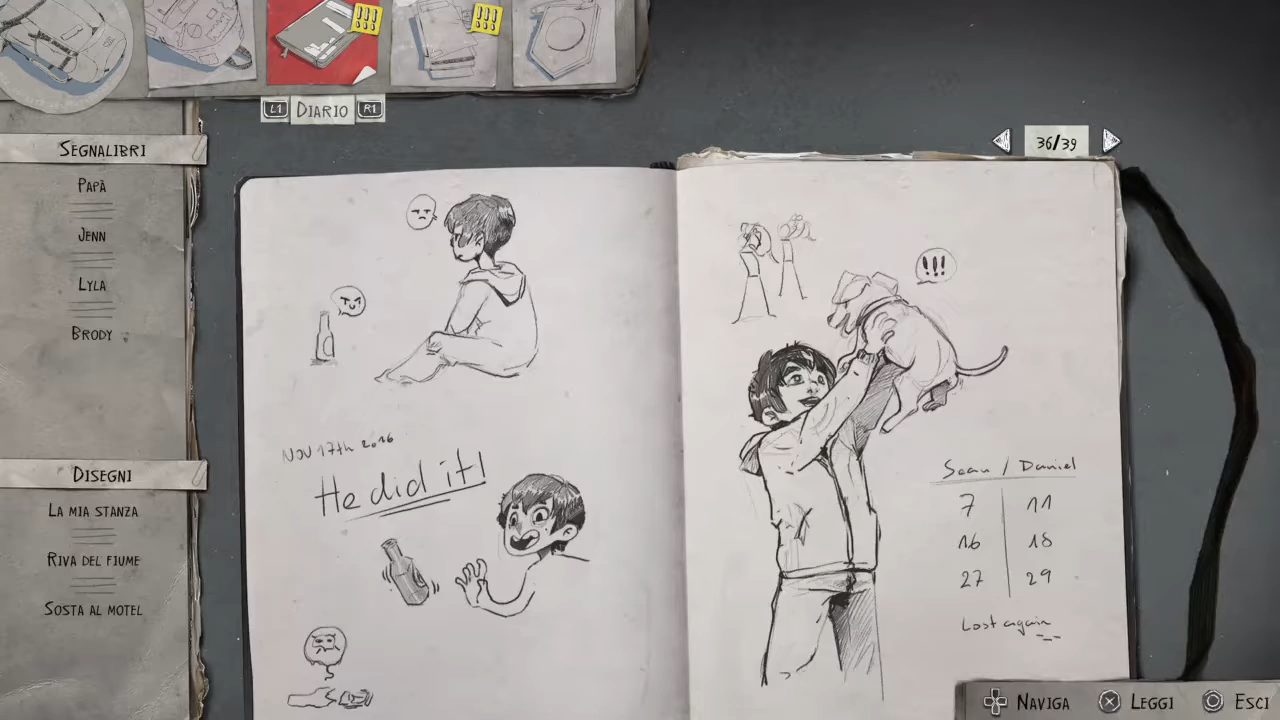 L1 DIARIO R1
SEGNALIBRI
PAPÀ
JENN
LYLA
BRODY
DISEGNI
LA MIA STANZA
RIVA DEL FIUME
SOSTA AL MOTEL
36/39
NOV 17th 2016
He did it!
!!!
Sean / Daniel
7 11
16 18
27 29
Lost again
NAVIGA LEGGI ESCI